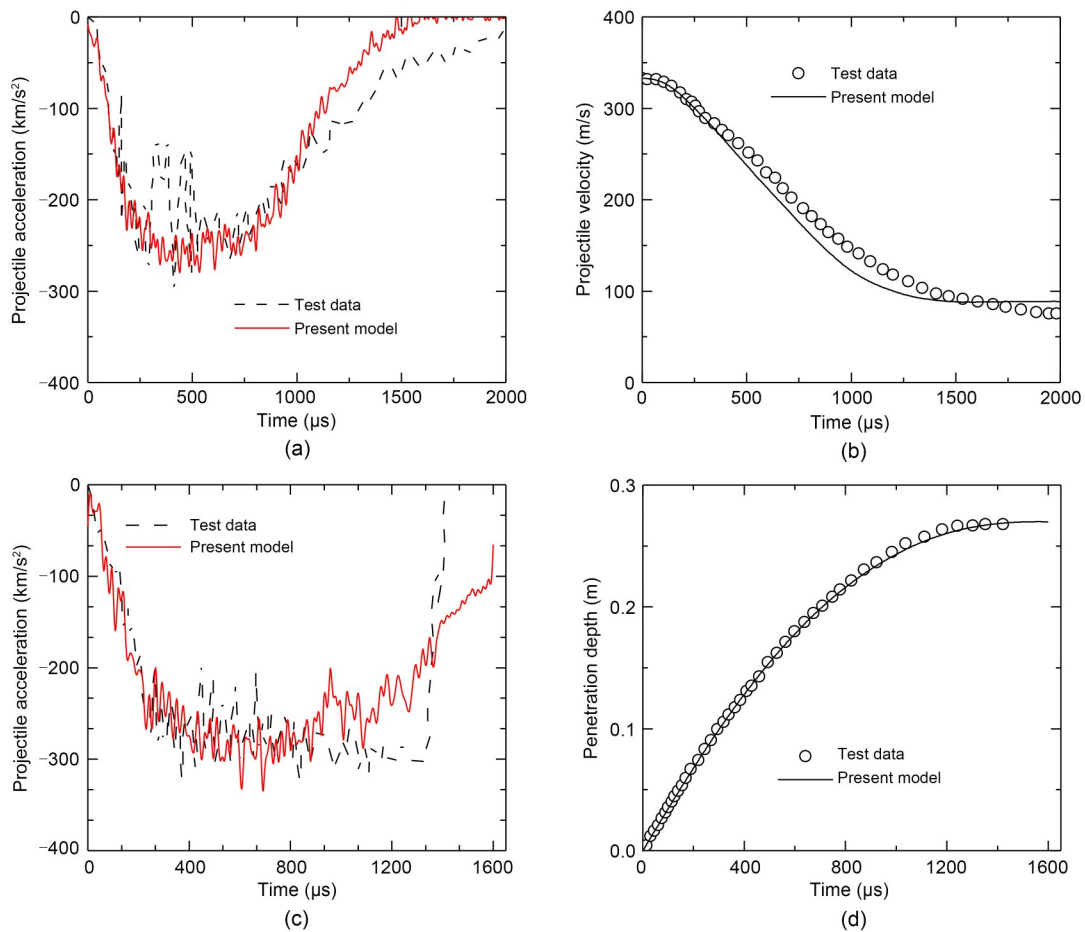 0
−100
−200
−300
−400
Projectile acceleration (km/s²)
Test data
Present model
0
500
1000
1500
2000
Time (μs)
(a)
400
300
200
100
0
Projectile velocity (m/s)
Test data
Present model
0
500
1000
1500
2000
Time (μs)
(b)
0
−100
−200
−300
−400
Projectile acceleration (km/s²)
Test data
Present model
0
400
800
1200
1600
Time (μs)
(c)
0.3
0.2
0.1
0.0
Penetration depth (m)
Test data
Present model
0
400
800
1200
1600
Time (μs)
(d)